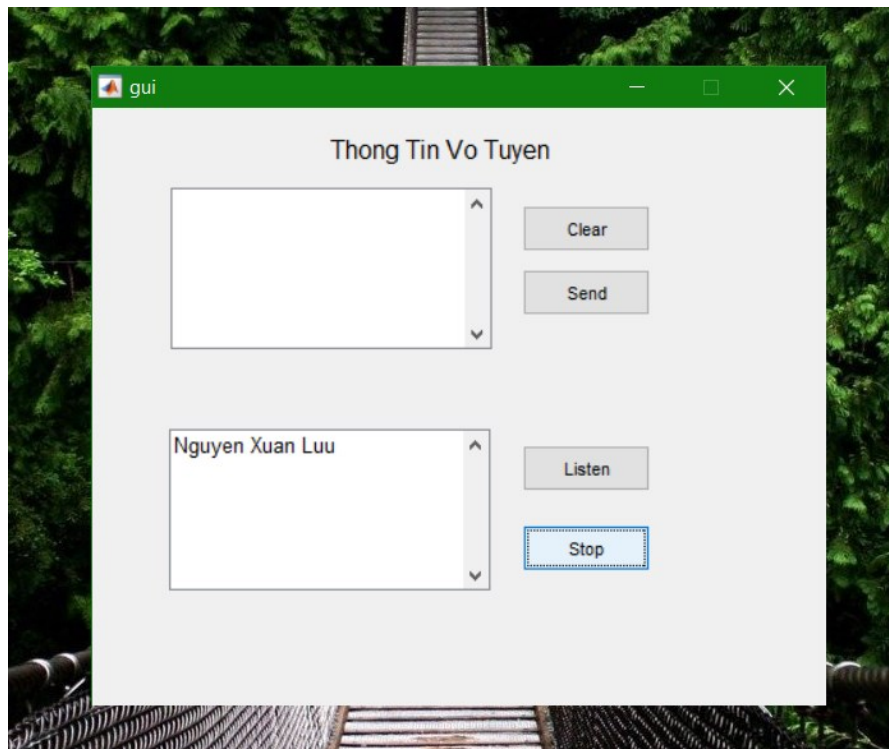 gui
Thong Tin Vo Tuyen
Clear
Send
Nguyen Xuan Luu
Listen
Stop